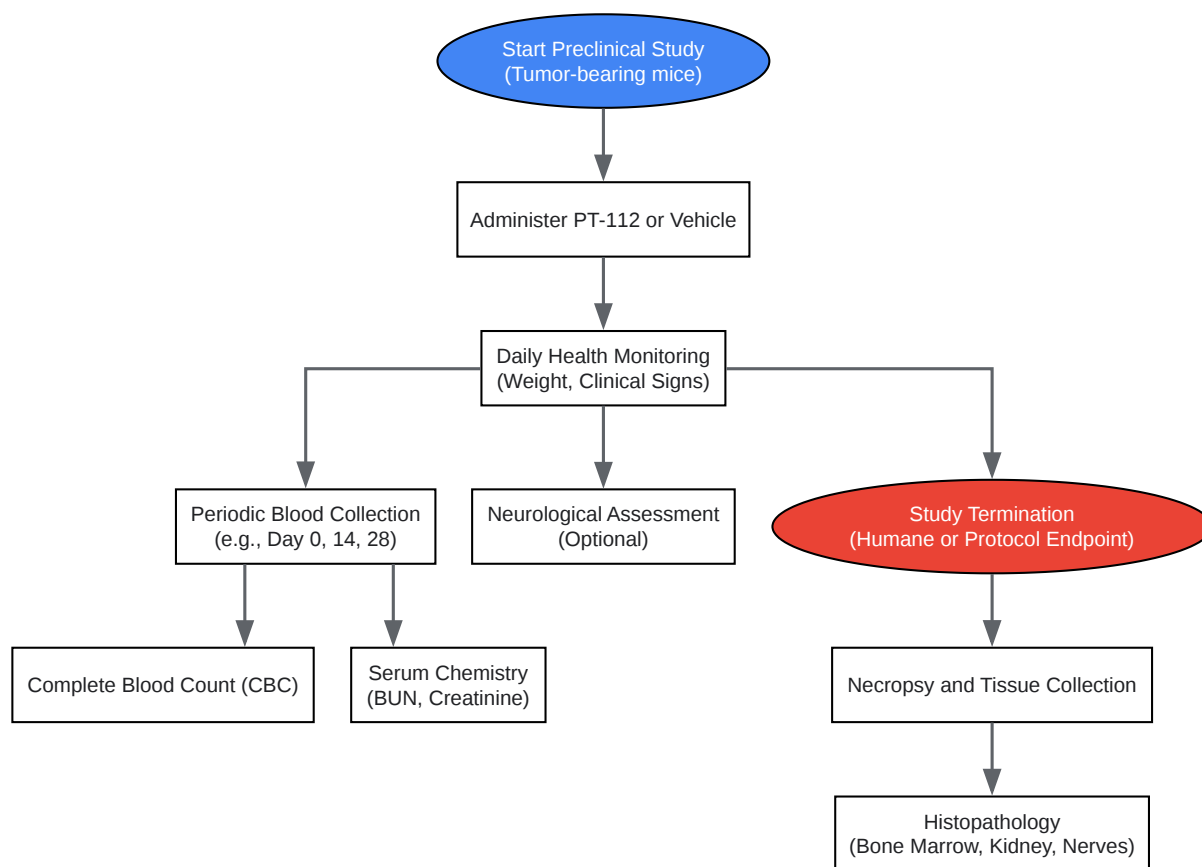 Start Preclinical Study
(Tumor-bearing mice)
Administer PT-112 or Vehicle
Daily Health Monitoring
(Weight, Clinical Signs)
Periodic Blood Collection
(e.g., Day 0, 14, 28)
Neurological Assessment
(Optional)
Study Termination
(Humane or Protocol Endpoint)
Complete Blood Count (CBC)
Serum Chemistry
(BUN, Creatinine)
Necropsy and Tissue Collection
Histopathology
(Bone Marrow, Kidney, Nerves)